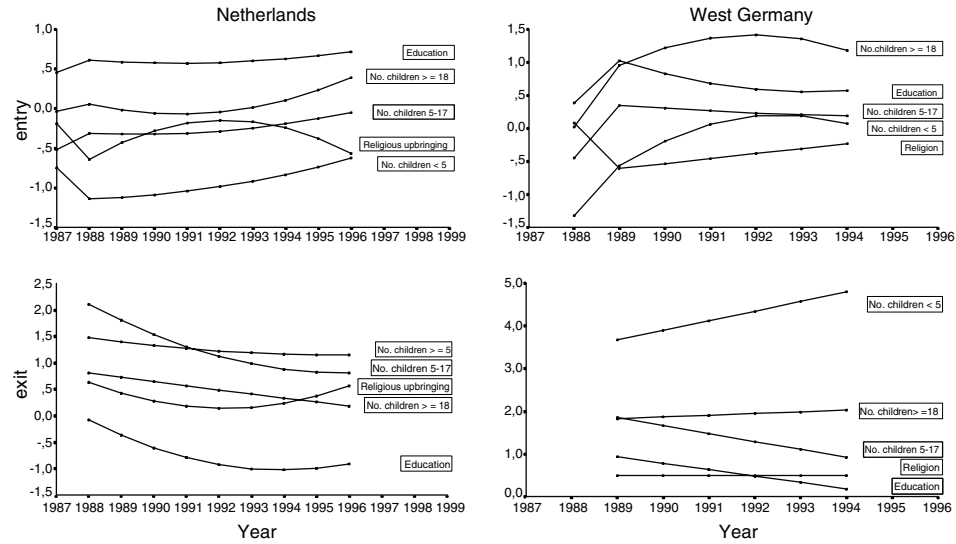 Netherlands
West Germany
entry
1,0
,5
0,0
-,5
-1,0
-1,5
Education
No. children > = 18
No. children 5-17
Religious upbringing
No. children < 5
1987 1988 1989 1990 1991 1992 1993 1994 1995 1996 1997 1998 1999
1,5
1,0
,5
0,0
-,5
-1,0
-1,5
No.children > = 18
Education
No. children 5-17
No. children < 5
Religion
1987 1988 1989 1990 1991 1992 1993 1994 1995 1996
exit
2,5
2,0
1,5
1,0
,5
0,0
-,5
-1,0
-1,5
No. children > = 5
No. children 5-17
Religious upbringing
No. children > = 18
Education
1987 1988 1989 1990 1991 1992 1993 1994 1995 1996 1997 1998 1999
Year
5,0
4,0
3,0
2,0
1,0
0,0
No. children < 5
No. children> =18
No. children 5-17
Religion
Education
1987 1988 1989 1990 1991 1992 1993 1994 1995 1996
Year